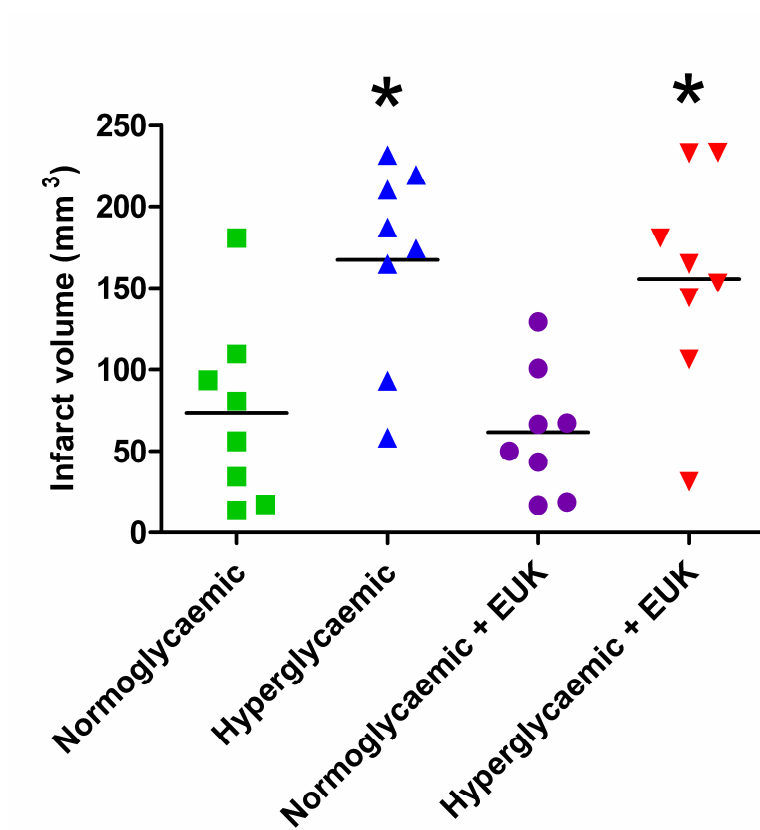 * *
250
200
150
100
50
0
Infarct volume (mm³)
Normoglycaemic
Hyperglycaemic
Normoglycaemic + EUK
Hyperglycaemic + EUK